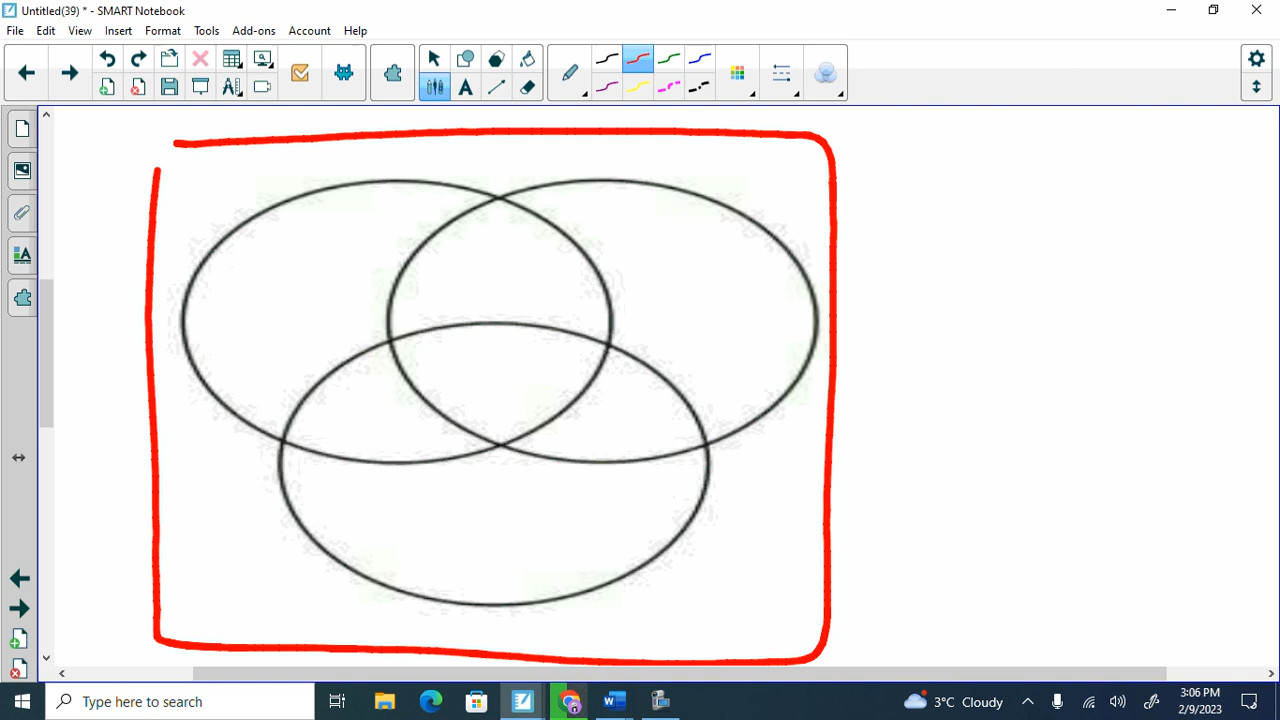 Untitled(39) * - SMART Notebook
File Edit View Insert Format Tools Add-ons Account Help
Type here to search
3°C Cloudy
3:06 PM
2/9/2023